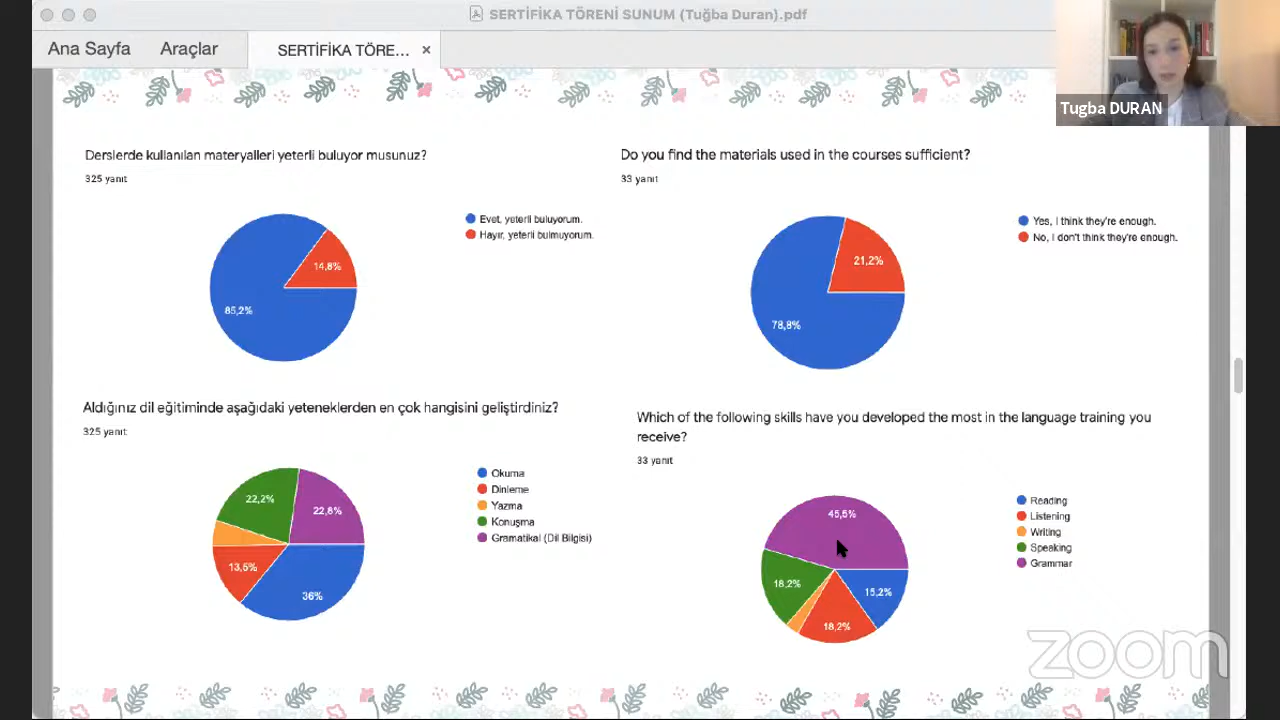 SERTİFİKA TÖRENİ SUNUM (Tuğba Duran).pdf
Ana Sayfa
Araçlar
SERTİFİKA TÖRE... ×
Tugba DURAN
Derslerde kullanılan materyalleri yeterli buluyor musunuz?
325 yanıt
Evet, yeterli buluyorum.
Hayır, yeterli bulmuyorum.
14,8%
85,2%
Do you find the materials used in the courses sufficient?
33 yanıt
Yes, I think they're enough.
No, I don't think they're enough.
21,2%
78,8%
Aldığınız dil eğitiminde aşağıdaki yeteneklerden en çok hangisini geliştirdiniz?
325 yanıt
Okuma
Dinleme
Yazma
Konuşma
Gramatikal (Dil Bilgisi)
22,2%
22,8%
13,5%
36%
Which of the following skills have you developed the most in the language training you
receive?
33 yanıt
Reading
Listening
Writing
Speaking
Grammar
45,5%
18,2%
15,2%
18,2%
zoom